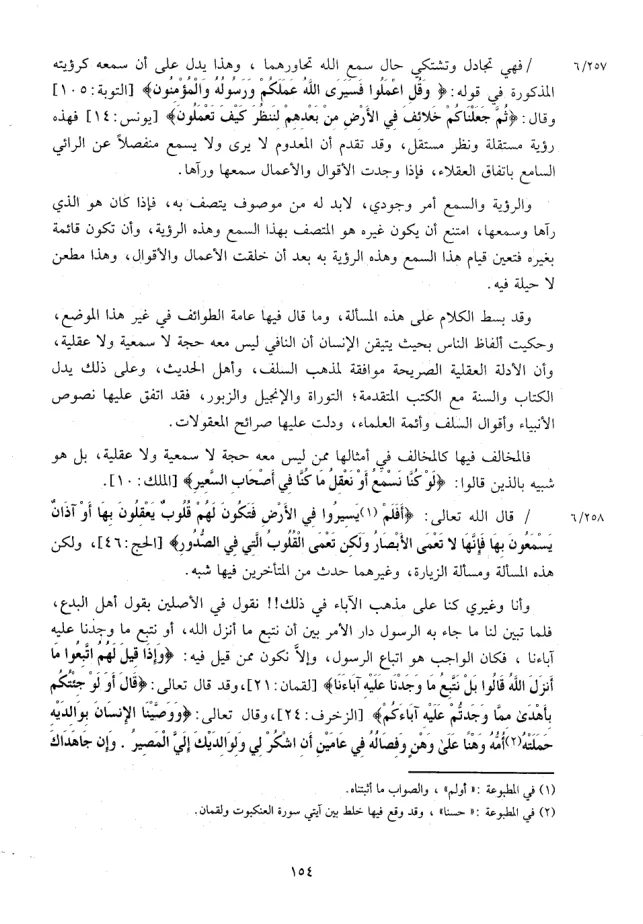 ٦/٢٥٧ / فهي تجادل وتشتكي حال سمع الله تحاورهما ، وهذا يدل على أن سمعه كرؤيته
المذكورة في قوله: ﴿ وَقُلِ اعْمَلُوا فَسَيَرَى اللَّهُ عَمَلَكُمْ وَرَسُولُهُ وَالْمُؤْمِنُونَ﴾ [التوبة: ١٠٥]
وقال: ﴿ثُمَّ جَعَلْنَاكُمْ خَلائِفَ فِي الأَرْضِ مِنْ بَعْدِهِمْ لِنَنظُرَ كَيْفَ تَعْمَلُونَ﴾ [يونس: ١٤] فهذه
رؤية مستقلة ونظر مستقل، وقد تقدم أن المعدوم لا يرى ولا يسمع منفصلاً عن الرائي
السامع باتفاق العقلاء، فإذا وجدت الأقوال والأعمال سمعها ورآها.
والرؤية والسمع أمر وجودي، لابد له من موصوف يتصف به، فإذا كان هو الذي
رآها وسمعها، امتنع أن يكون غيره هو المتصف بهذا السمع وهذه الرؤية، وأن تكون قائمة
بغيره فتعين قيام هذا السمع وهذه الرؤية به بعد أن خلقت الأعمال والأقوال، وهذا مطعن
لا حيلة فيه.
وقد بسط الكلام على هذه المسألة، وما قال فيها عامة الطوائف في غير هذا الموضع،
وحكيت ألفاظ الناس بحيث يتيقن الإنسان أن النافي ليس معه حجة لا سمعية ولا عقلية،
وأن الأدلة العقلية الصريحة موافقة لمذهب السلف، وأهل الحديث، وعلى ذلك يدل
الكتاب والسنة مع الكتب المتقدمة؛ التوراة والإنجيل والزبور، فقد اتفق عليها نصوص
الأنبياء وأقوال السلف وأئمة العلماء، ودلت عليها صرائح المعقولات.
فالمخالف فيها كالمخالف في أمثالها ممن ليس معه حجة لا سمعية ولا عقلية، بل هو
شبيه بالذين قالوا: ﴿لَوْ كُنَّا نَسْمَعُ أَوْ نَعْقِلُ مَا كُنَّا فِي أَصْحَابِ السَّعِيرِ﴾ [الملك: ١٠].
٦/٢٥٨ / قال الله تعالى: ﴿أَفَلَمْ (١)يَسِيرُوا فِي الأَرْضِ فَتَكُونَ لَهُمْ قُلُوبٌ يَعْقِلُونَ بِهَا أَوْ آذَانٌ
يَسْمَعُونَ بِهَا فَإِنَّهَا لا تَعْمَى الأَبْصَارُ وَلَكِن تَعْمَى الْقُلُوبُ الَّتِي فِي الصُّدُورِ﴾ [الحج: ٤٦]، ولكن
هذه المسألة ومسألة الزيارة، وغيرهما حدث من المتأخرين فيها شبه.
وأنا وغيري كنا على مذهب الآباء في ذلك!! نقول في الأصلين بقول أهل البدع،
فلما تبين لنا ما جاء به الرسول دار الأمر بين أن نتبع ما أنزل الله، أو نتبع ما وجدنا عليه
آباءنا ، فكان الواجب هو اتباع الرسول، وإلاَّ نكون ممن قيل فيه: ﴿وَإِذَا قِيلَ لَهُمُ اتَّبِعُوا مَا
أَنزَلَ اللَّهُ قَالُوا بَلْ نَتَّبِعُ مَا وَجَدْنَا عَلَيْهِ آبَاءَنَا﴾ [لقمان: ٢١]،وقد قال تعالى: ﴿قَالَ أَوَ لَوْ جِئْتُكُم
بِأَهْدَىٰ مِمَّا وَجَدتُّمْ عَلَيْهِ آبَاءَكُمْ﴾ [الزخرف: ٢٤]،وقال تعالى: ﴿وَوَصَّيْنَا الإِنسَانَ بِوَالِدَيْهِ
حَمَلَتْهُ(٢)أُمُّهُ وَهْنًا عَلَىٰ وَهْنٍ وَفِصَالُهُ فِي عَامَيْنِ أَنِ اشْكُرْ لِي وَلِوَالِدَيْكَ إِلَيَّ الْمَصِيرُ . وَإِن جَاهَدَاكَ
(١) في المطبوعة :« أولم» ، والصواب ما أثبتناه.
(٢) في المطبوعة :« حسنا» ، وقد وقع فيها خلط بين آيتي سورة العنكبوت ولقمان.
١٥٤